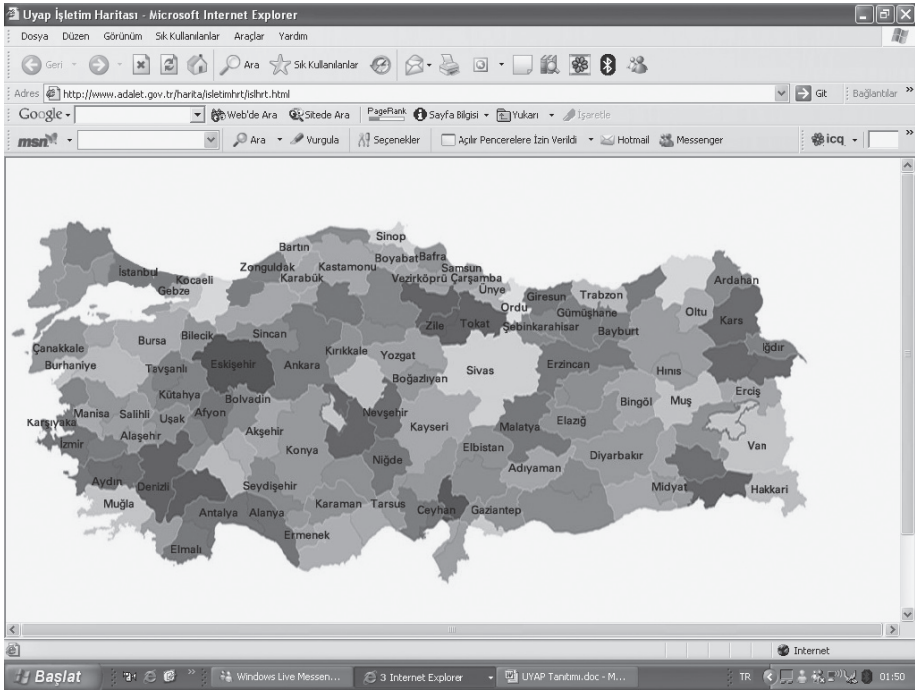 Uyap İşletim Haritası - Microsoft Internet Explorer
Dosya Düzen Görünüm Sık Kullanılanlar Araçlar Yardım
Geri Ara Sık Kullanılanlar
Adres http://www.adalet.gov.tr/harita/isletimhrt/islhrt.html Git Bağlantılar
Google Web'de Ara Sitede Ara PageRank Sayfa Bilgisi Yukarı İşaretle
msn Ara Vurgula Seçenekler Açılır Pencerelere İzin Verildi Hotmail Messenger icq
Sinop
Bartın
Boyabat Bafra
İstanbul Zonguldak Kastamonu Samsun
Kocaeli Karabük Vezirköprü Çarşamba Ardahan
Gebze Ünye
Giresun Trabzon
Ordu Gümüşhane Oltu
Zile Tokat Şebinkarahisar Bayburt Kars
Bursa Bilecik Sincan
Çanakkale Kırıkkale Yozgat Iğdır
Burhaniye Tavşanlı Eskişehir Ankara Sivas Erzincan Hınıs
Boğazlıyan
Kütahya Bolvadin Erciş
Manisa Salihli Uşak Afyon Nevşehir Bingöl Muş
Karşıyaka Kayseri Malatya Elazığ
Alaşehir Akşehir
İzmir Konya Elbistan Van
Niğde Diyarbakır
Adıyaman
Aydın Denizli Seydişehir Midyat Hakkari
Muğla Karaman Tarsus
Antalya Alanya Ceyhan Gaziantep
Ermenek
Elmalı
Internet
Başlat Windows Live Messen... 3 Internet Explorer UYAP Tanıtımı.doc - M... TR 01:50